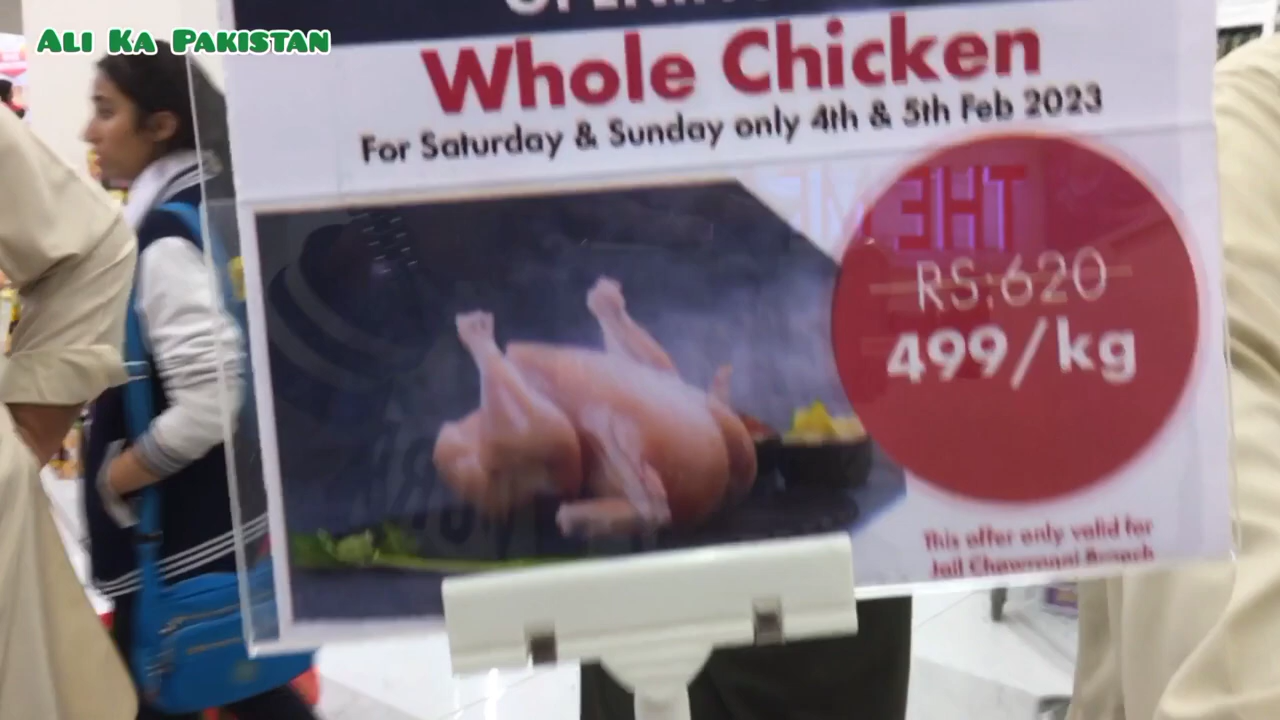 Ali Ka Pakistan
Whole Chicken
For Saturday & Sunday only 4th & 5th Feb 2023
THE
RS:620
499/kg
This offer only valid for